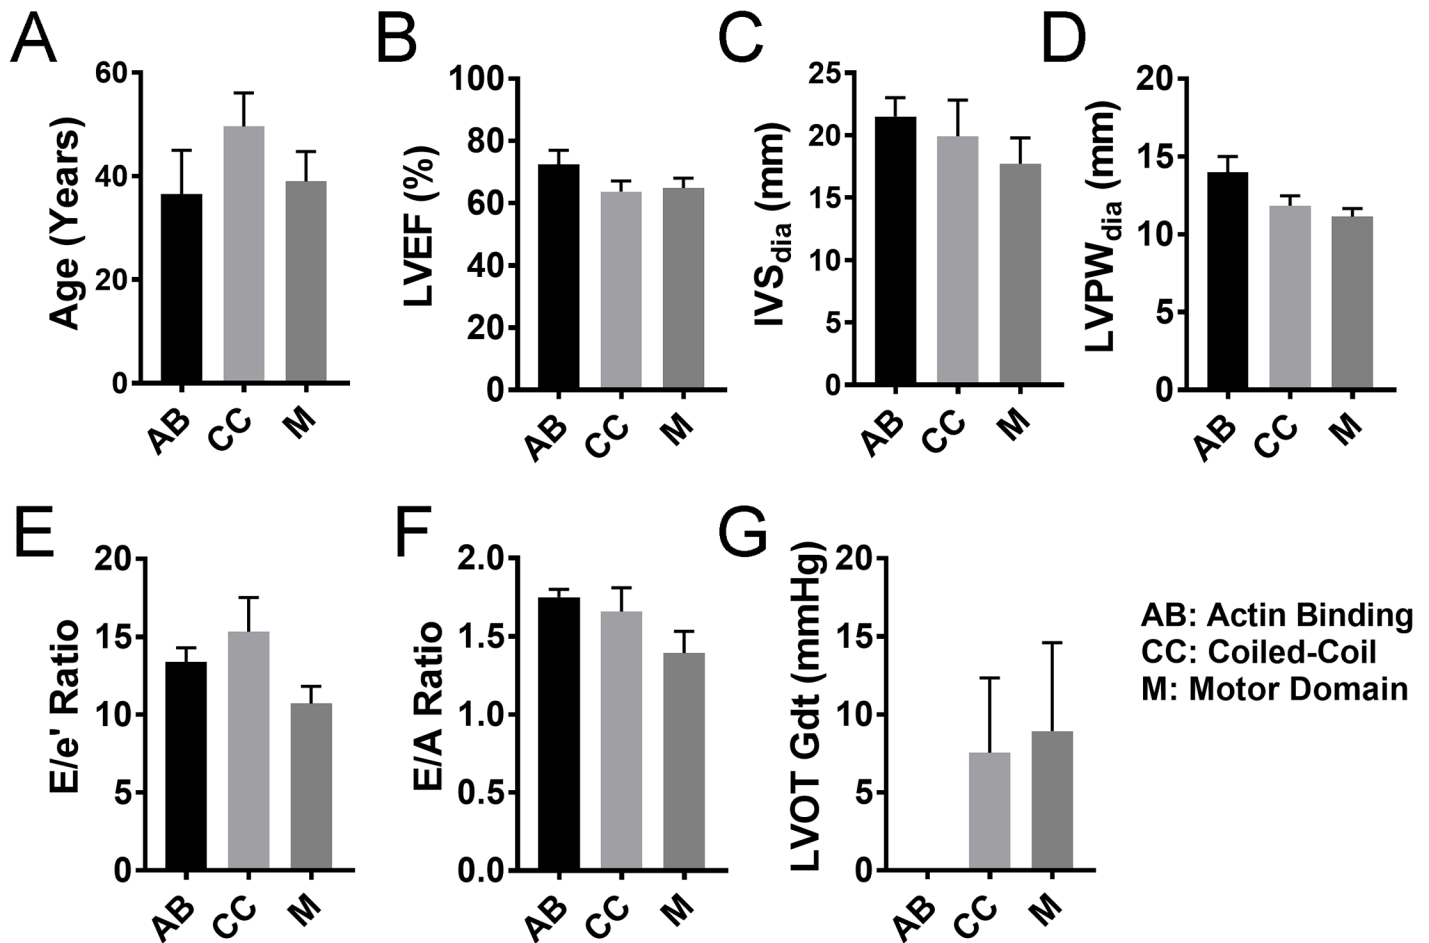 A
Age (Years)
60
40
20
0
AB
CC
M
B
LVEF (%)
100
80
60
40
20
0
AB
CC
M
C
IVSdia (mm)
25
20
15
10
5
0
AB
CC
M
D
LVPWdia (mm)
20
15
10
5
0
AB
CC
M
E
E/e' Ratio
20
15
10
5
0
AB
CC
M
F
E/A Ratio
2.0
1.5
1.0
0.5
0.0
AB
CC
M
G
LVOT Gdt (mmHg)
20
15
10
5
0
AB
CC
M
AB: Actin Binding
CC: Coiled-Coil
M: Motor Domain